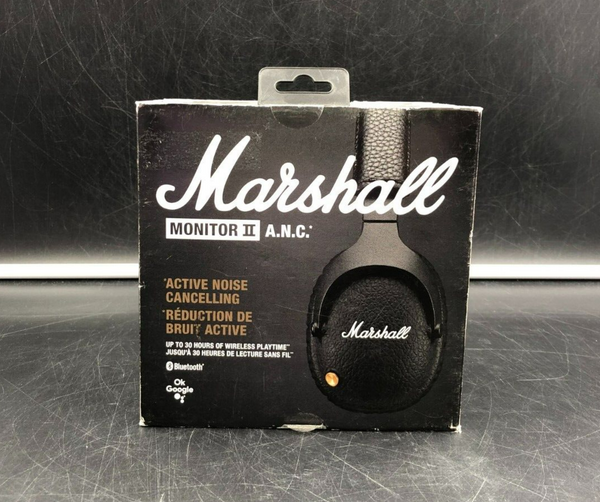 Marshall
MONITOR II A.N.C.*
*ACTIVE NOISE
CANCELLING
*RÉDUCTION DE
BRUIT ACTIVE
UP TO 30 HOURS OF WIRELESS PLAYTIME**
JUSQU'À 30 HEURES DE LECTURE SANS FIL**
Bluetooth®
Ok
Google
Marshall